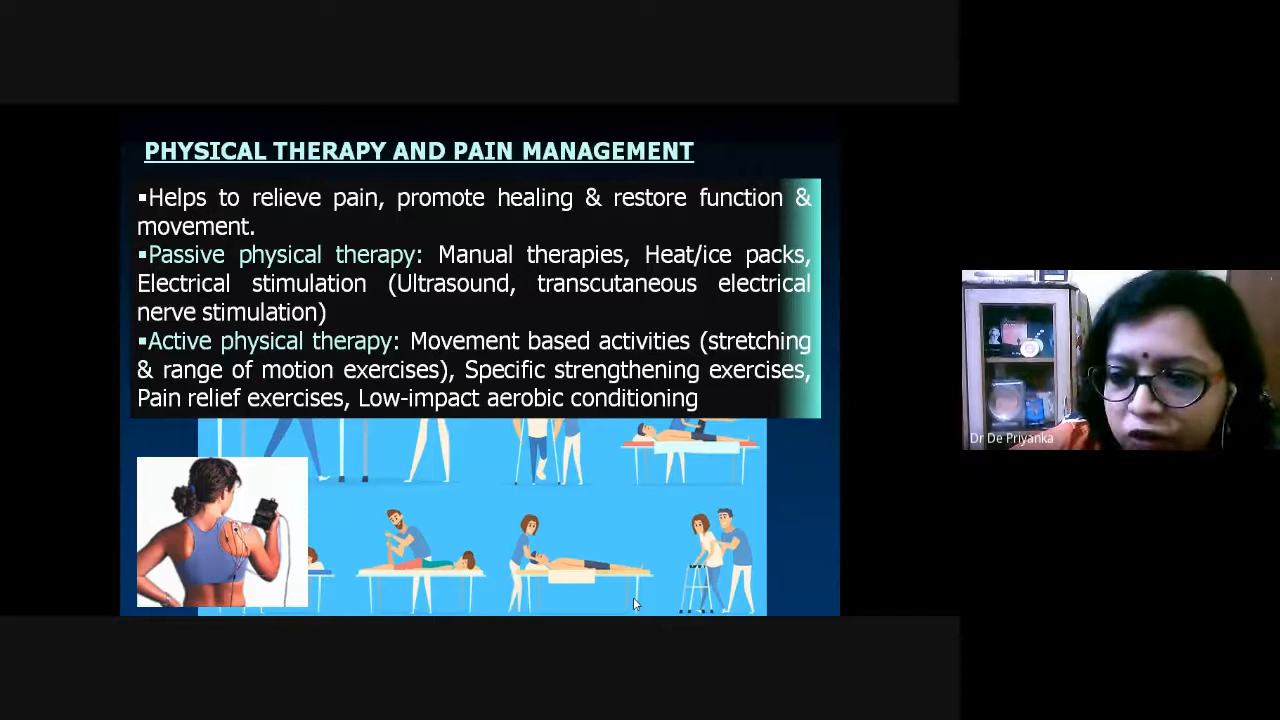 PHYSICAL THERAPY AND PAIN MANAGEMENT
▪Helps to relieve pain, promote healing & restore function &
movement.
▪Passive physical therapy: Manual therapies, Heat/ice packs,
Electrical stimulation (Ultrasound, transcutaneous electrical
nerve stimulation)
▪Active physical therapy: Movement based activities (stretching
& range of motion exercises), Specific strengthening exercises,
Pain relief exercises, Low-impact aerobic conditioning
Dr De Priyanka